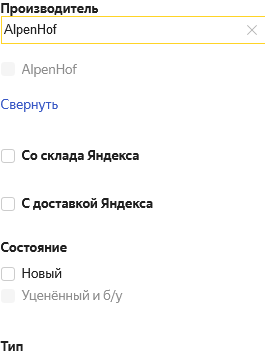 Производитель
AlpenHof
AlpenHof
Свернуть
Со склада Яндекса
С доставкой Яндекса
Состояние
Новый
Уценённый и б/у
Тип